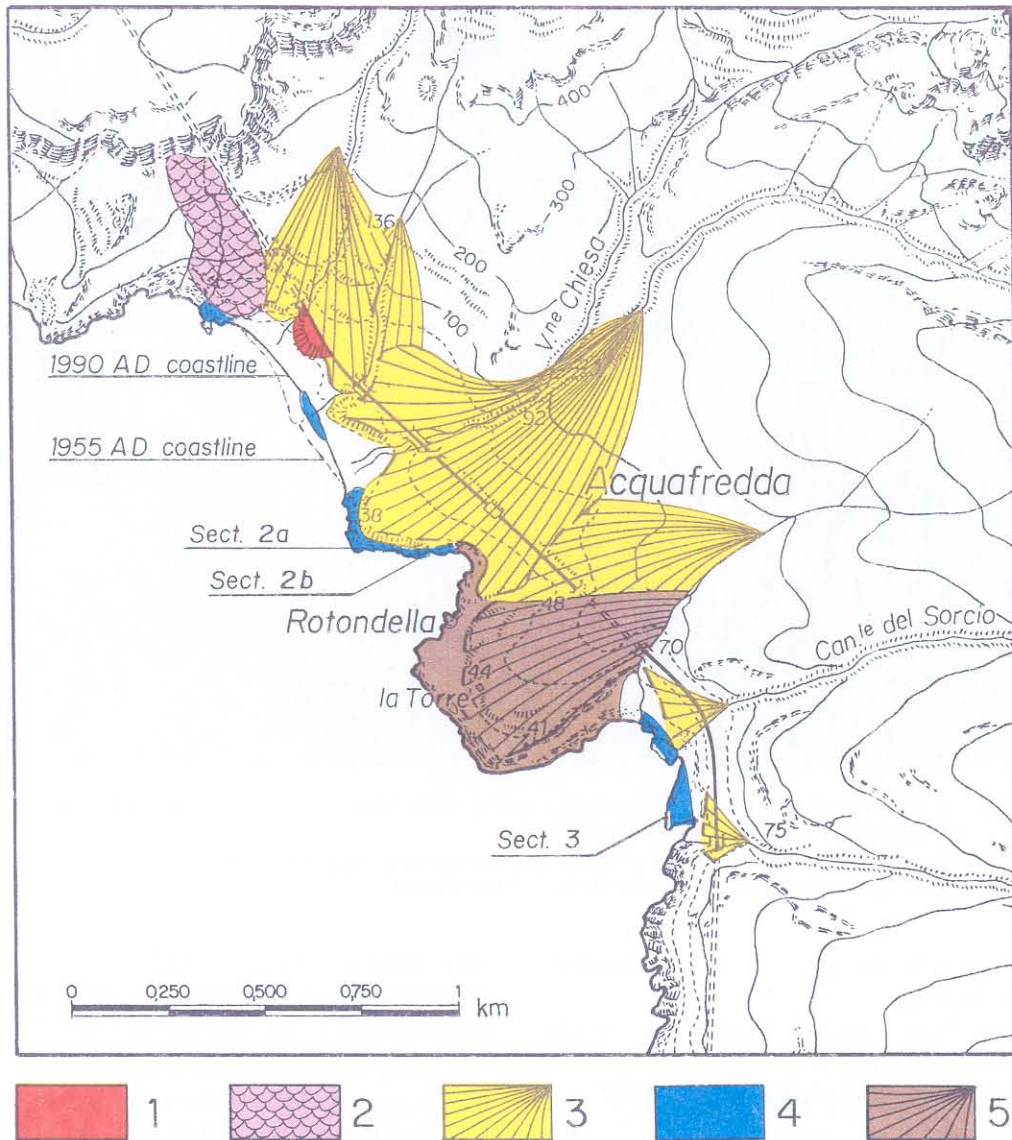 400
300
136
200
V.ne Chiesa
100
1990 AD coastline
92
1955 AD coastline
Acquafredda
38
Sect. 2a
Sect. 2b
48
Rotondella
Can.le del Sorcio
70
44
la Torre
41
75
Sect. 3
0 0,250 0,500 0,750 1
km
1 2 3 4 5